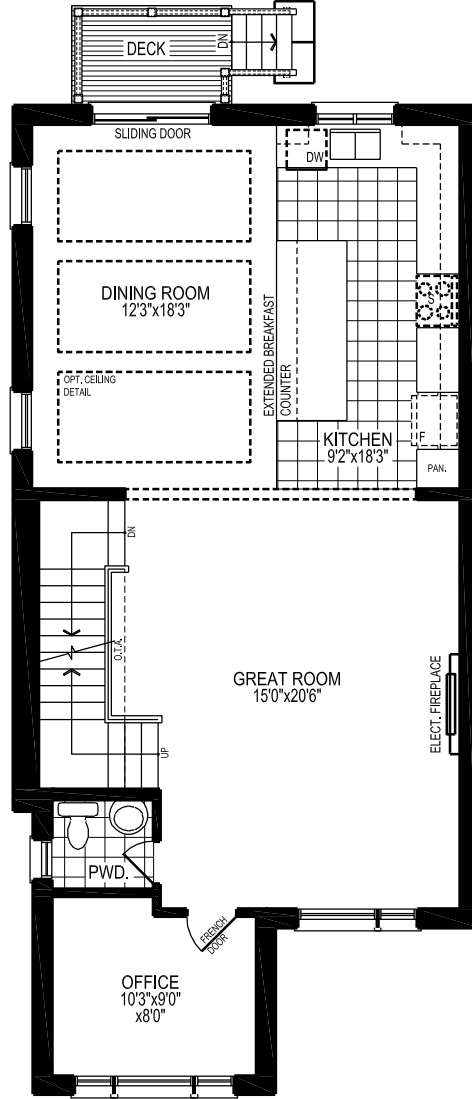 DECK
DN
SLIDING DOOR
DW
DINING ROOM
12'3"x18'3"
S
EXTENDED BREAKFAST
COUNTER
OPT. CEILING
DETAIL
KITCHEN
9'2"x18'3"
F
PAN.
DN
O.T.A.
GREAT ROOM
15'0"x20'6"
ELECT. FIREPLACE
UP
PWD.
FRENCH
DOOR
OFFICE
10'3"x9'0"
x8'0"